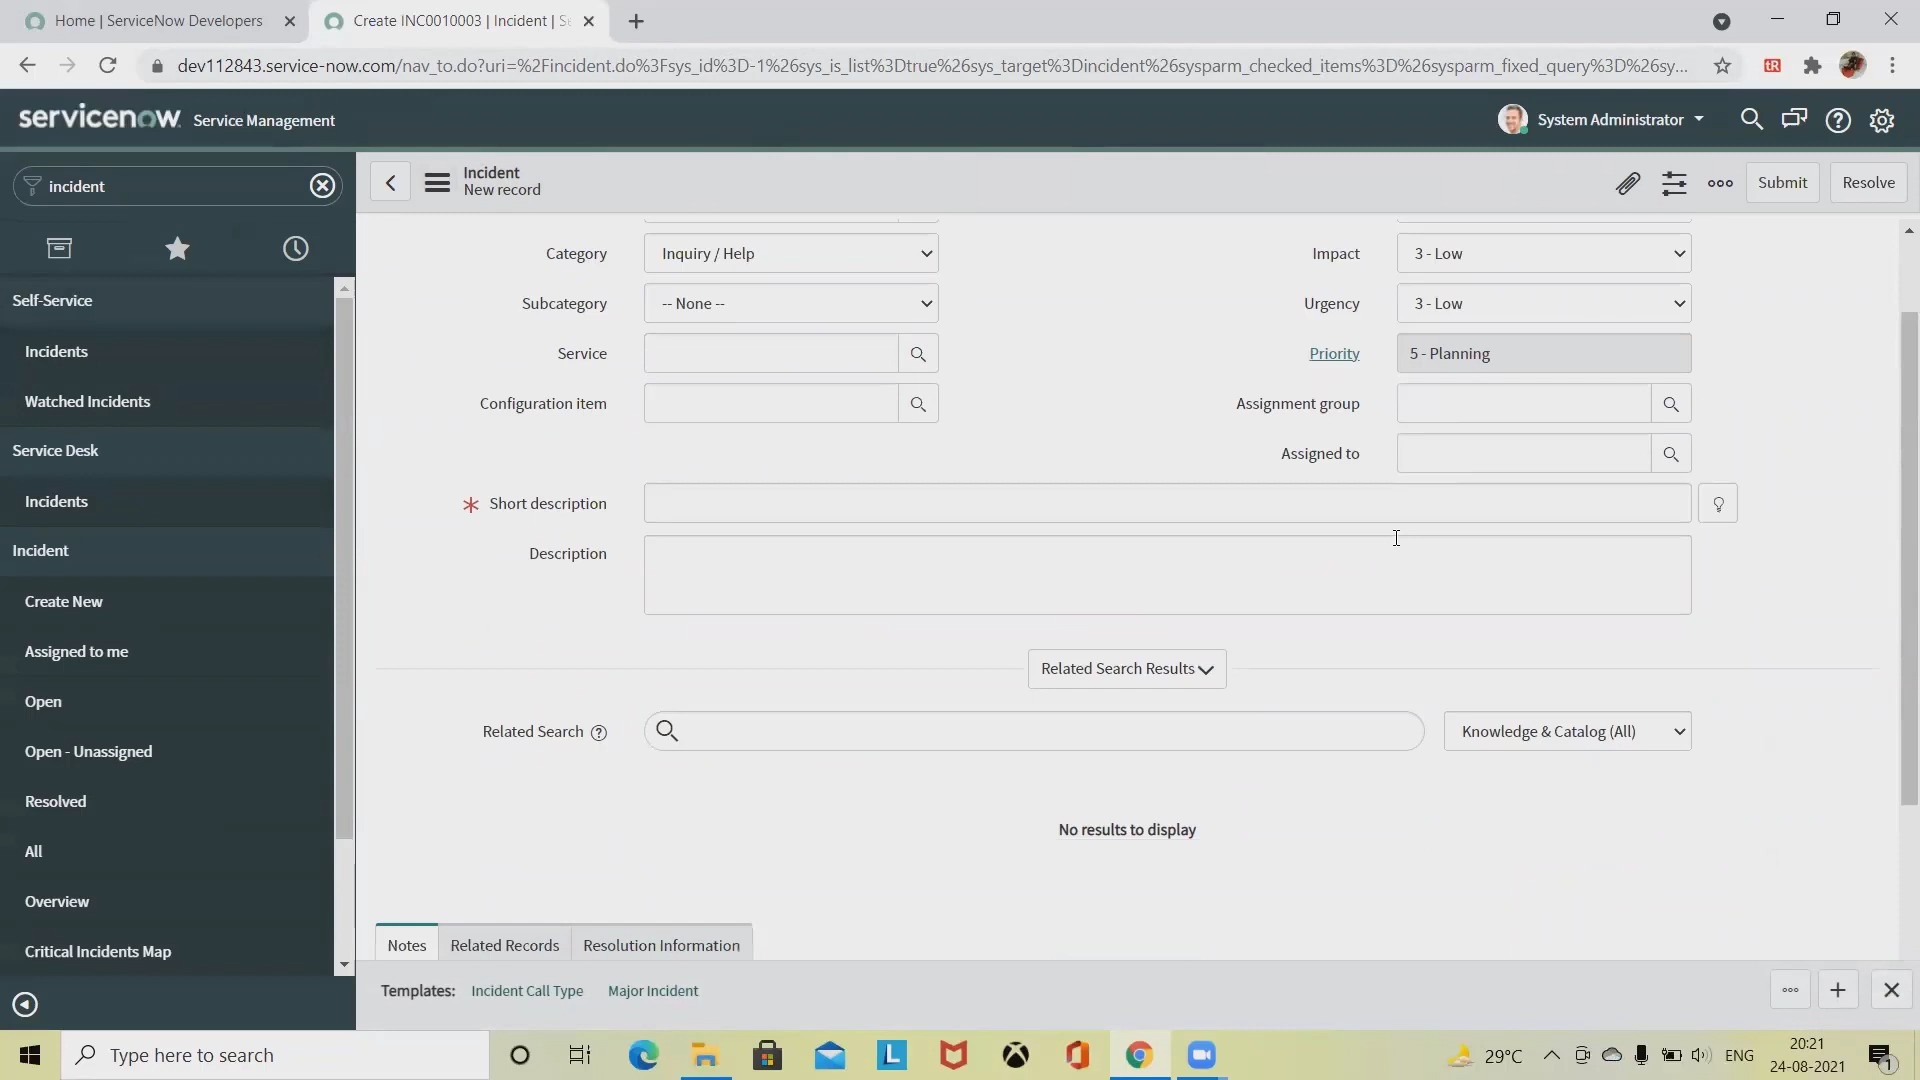 Home | ServiceNow Developers
Create INC0010003 | Incident | S
dev112843.service-now.com/nav_to.do?uri=%2Fincident.do%3Fsys_id%3D-1%26sys_is_list%3Dtrue%26sys_target%3Dincident%26sysparm_checked_items%3D%26sysparm_fixed_query%3D%26sy...
tR
servicenow Service Management
System Administrator
incident
Incident
New record
Submit
Resolve
Self-Service
Incidents
Watched Incidents
Service Desk
Incidents
Incident
Create New
Assigned to me
Open
Open - Unassigned
Resolved
All
Overview
Critical Incidents Map
Category
Inquiry / Help
Impact
3 - Low
Subcategory
-- None --
Urgency
3 - Low
Service
Priority
5 - Planning
Configuration item
Assignment group
Assigned to
Short description
Description
Related Search Results
Related Search
Knowledge & Catalog (All)
No results to display
Notes
Related Records
Resolution Information
Templates:
Incident Call Type
Major Incident
Type here to search
L
29°C
ENG
20:21
24-08-2021
1